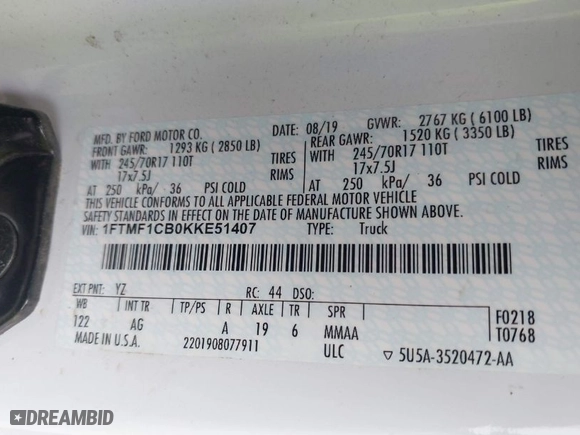 MFD. BY FORD MOTOR CO. DATE: 08/19 GVWR: 2767 KG ( 6100 LB)
FRONT GAWR: 1293 KG ( 2850 LB) REAR GAWR: 1520 KG ( 3350 LB)
WITH 245/70R17 110T TIRES WITH 245/70R17 110T TIRES
17x7.5J RIMS 17x7.5J RIMS
AT 250 kPa/ 36 PSI COLD AT 250 kPa/ 36 PSI COLD
THIS VEHICLE CONFORMS TO ALL APPLICABLE FEDERAL MOTOR VEHICLE
SAFETY STANDARDS IN EFFECT ON THE DATE OF MANUFACTURE SHOWN ABOVE.
VIN: 1FTMF1CB0KKE51407 TYPE: Truck
EXT PNT: YZ RC: 44 DSO:
WB INT TR TP/PS R AXLE TR SPR F0218
122 AG A 19 6 MMAA T0768
MADE IN U.S.A. 2201908077911 ULC ▽ 5U5A-3520472-AA
DREAMBID